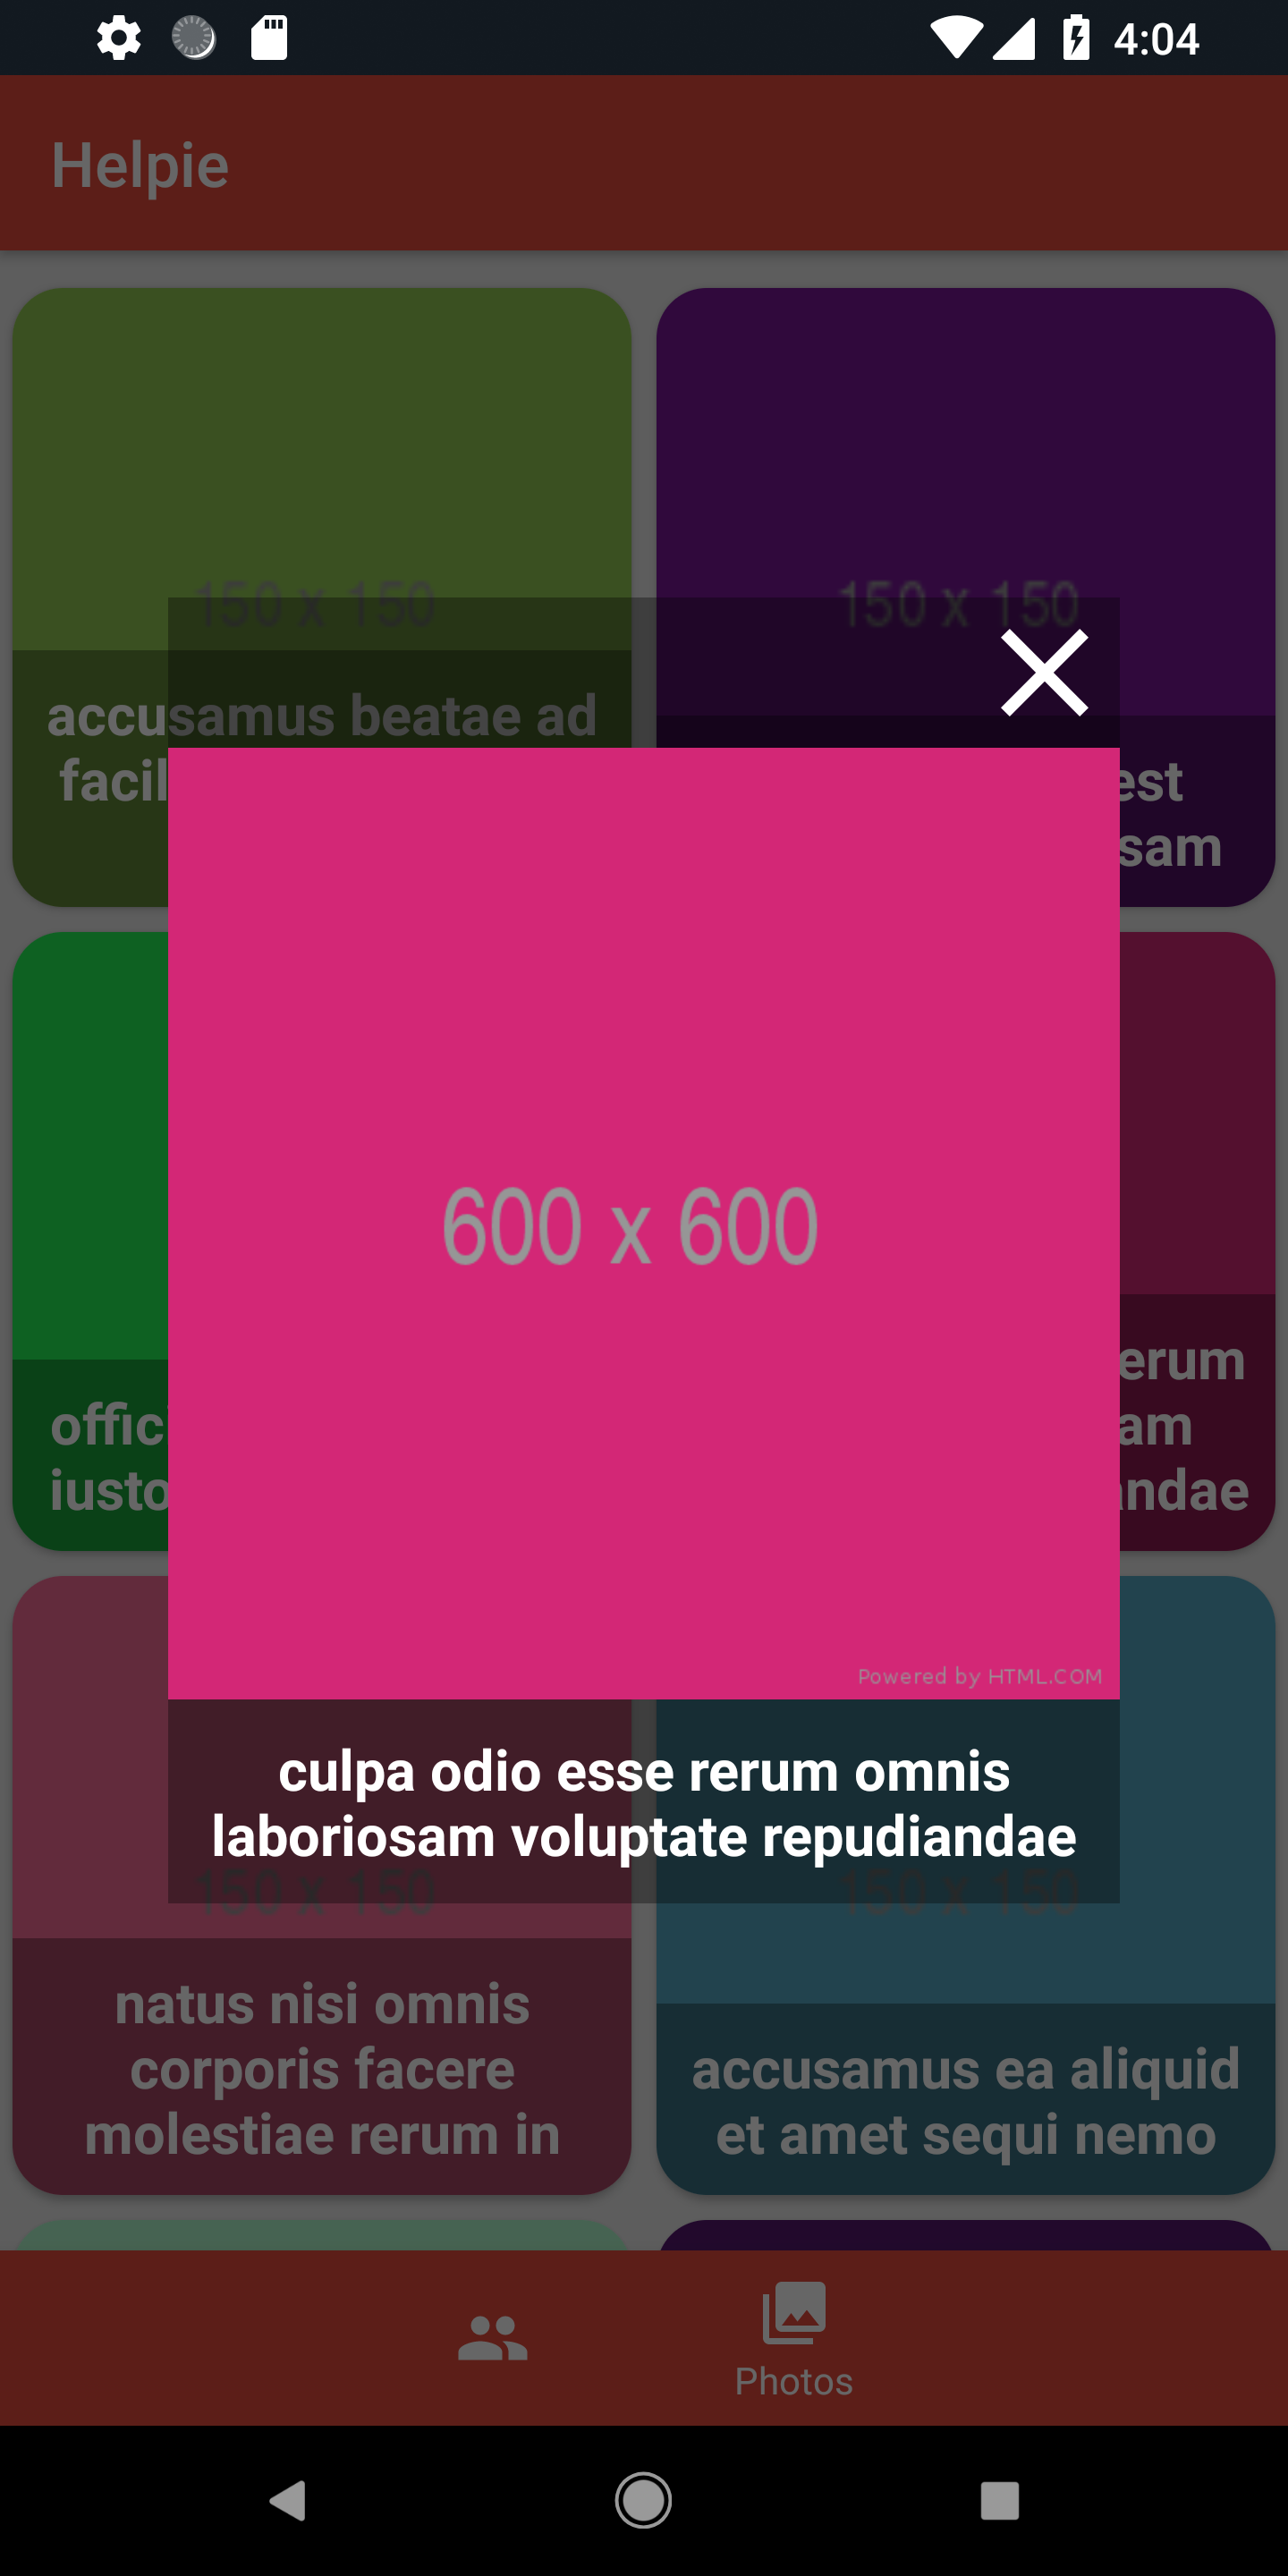 4:04
Helpie
150 x 150
150 x 150
accusamus beatae ad
facil
est
sam
600 x 600
offic
iusto
erum
am
andae
Powered by HTML.COM
culpa odio esse rerum omnis
laboriosam voluptate repudiandae
150 x 150
150 x 150
natus nisi omnis
corporis facere
molestiae rerum in
accusamus ea aliquid
et amet sequi nemo
Photos